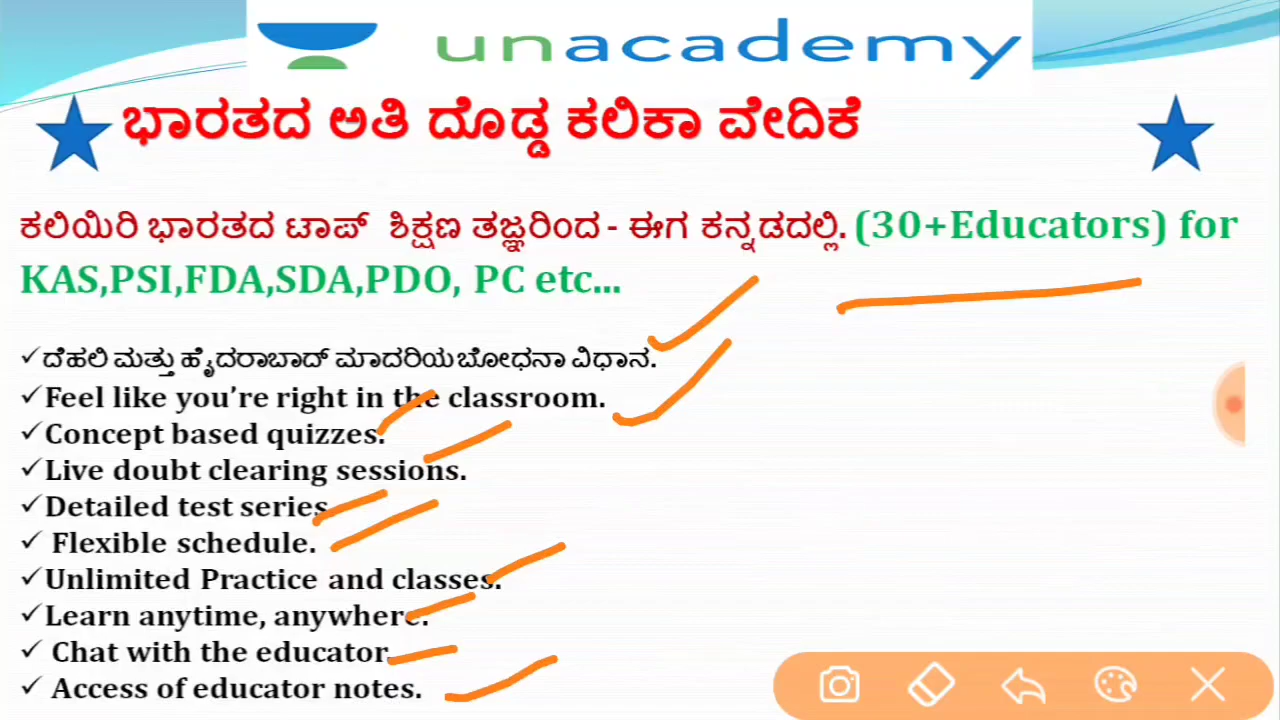 unacademy
ಭಾರತದ ಅತಿ ದೊಡ್ಡ ಕಲಿಕಾ ವೇದಿಕೆ
ಕಲಿಯಿರಿ ಭಾರತದ ಟಾಪ್ ಶಿಕ್ಷಣ ತಜ್ಞರಿಂದ - ಈಗ ಕನ್ನಡದಲ್ಲಿ. (30+Educators) for
KAS,PSI,FDA,SDA,PDO, PC etc...
✓ದೆಹಲಿ ಮತ್ತು ಹೈದರಾಬಾದ್ ಮಾದರಿಯ ಬೋಧನಾ ವಿಧಾನ.
✓Feel like you’re right in the classroom.
✓Concept based quizzes.
✓Live doubt clearing sessions.
✓Detailed test series.
✓ Flexible schedule.
✓Unlimited Practice and classes.
✓Learn anytime, anywhere.
✓ Chat with the educator.
✓ Access of educator notes.